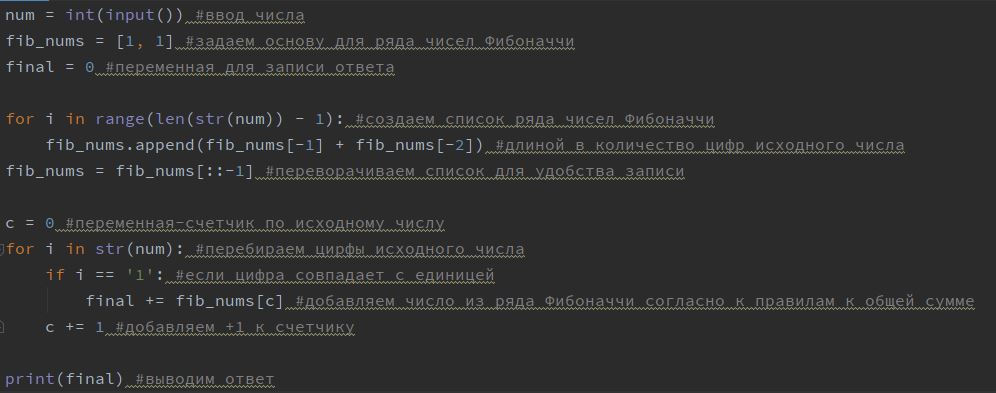 num = int(input()) #ввод числа
fib_nums = [1, 1] #задаем основу для ряда чисел Фибоначчи
final = 0 #переменная для записи ответа
for i in range(len(str(num)) - 1): #создаем список ряда чисел Фибоначчи
fib_nums.append(fib_nums[-1] + fib_nums[-2]) #длиной в количество цифр исходного числа
fib_nums = fib_nums[::-1] #переворачиваем список для удобства записи
c = 0 #переменная-счетчик по исходному числу
for i in str(num): #перебираем цирфы исходного числа
if i == '1': #если цифра совпадает с единицей
final += fib_nums[c] #добавляем число из ряда Фибоначчи согласно к правилам к общей сумме
c += 1 #добавляем +1 к счетчику
print(final) #выводим ответ